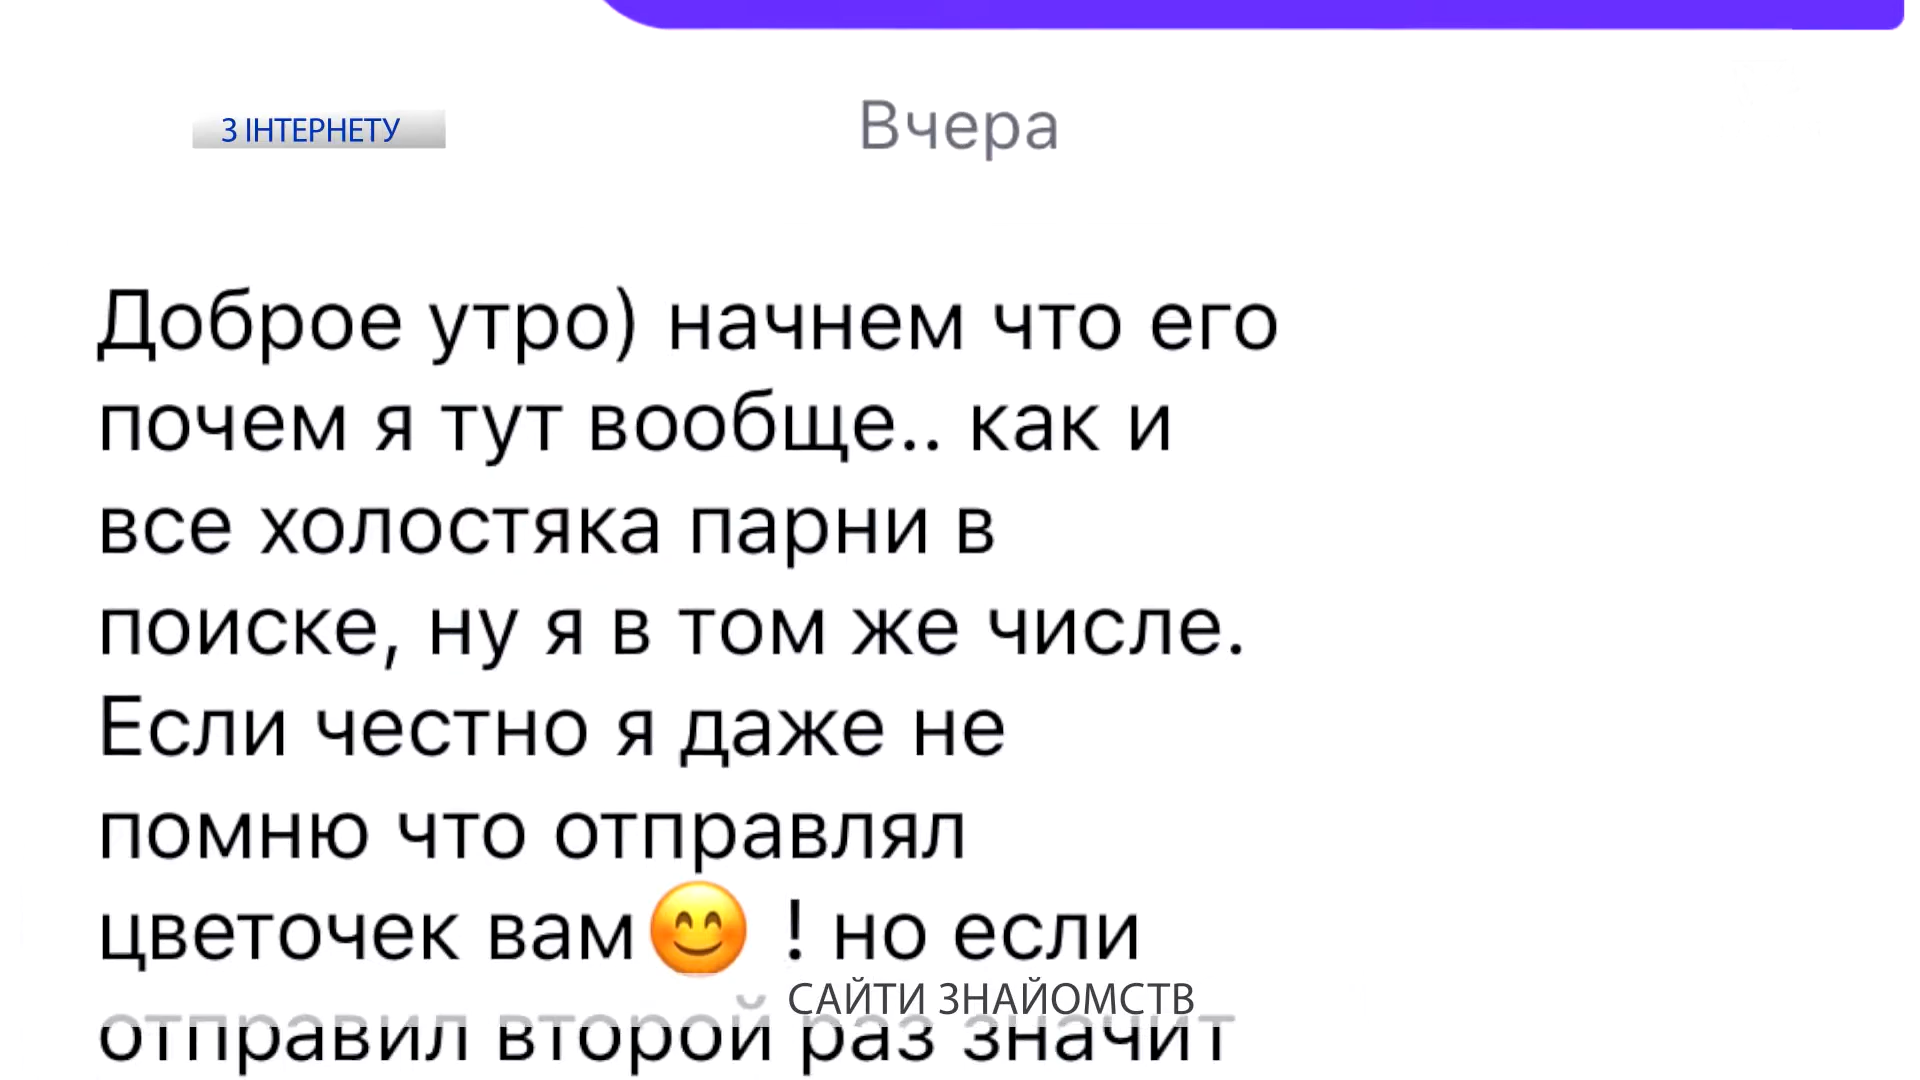 Вчера
З ІНТЕРНЕТУ
Доброе утро) начнем что его
почем я тут вообще.. как и
все холостяка парни в
поиске, ну я в том же числе.
Если честно я даже не
помню что отправлял
цветочек вам😊 ! но если
САЙТИ ЗНАЙОМСТВ
отправил второй раз значит